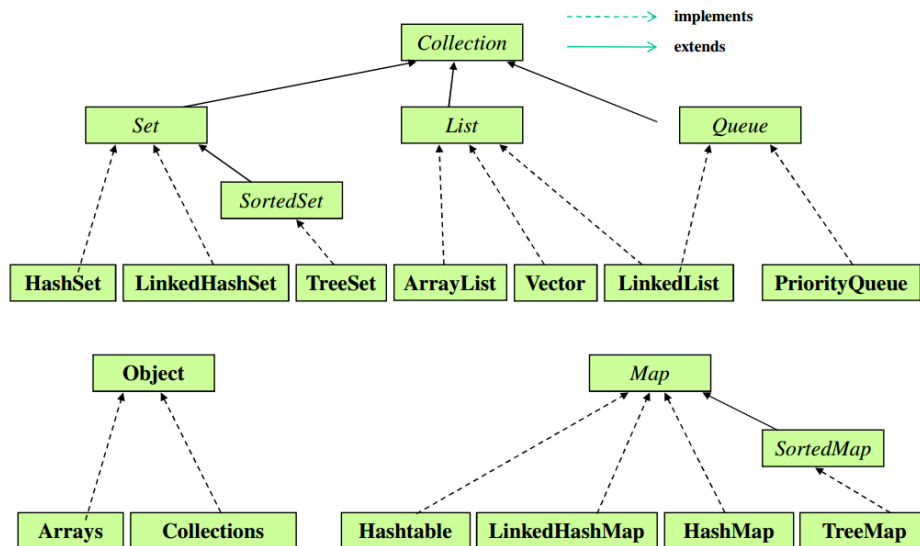 implements
extends
Collection
Set
List
Queue
SortedSet
HashSet
LinkedHashSet
TreeSet
ArrayList
Vector
LinkedList
PriorityQueue
Object
Map
SortedMap
Arrays
Collections
Hashtable
LinkedHashMap
HashMap
TreeMap